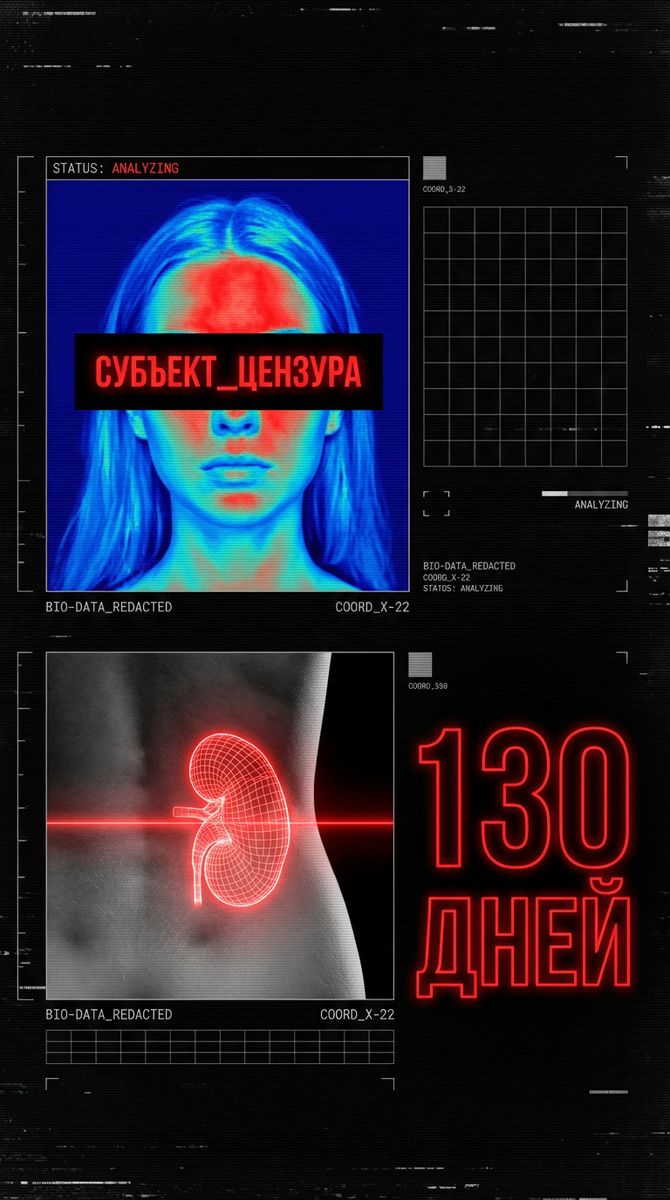 STATUS: ANALYZING
COORD_3-22
СУБЪЕКТ_ЦЕНЗУРА
ANALYZING
BIO-DATA_REDACTED
COORD_X-22
STATUS: ANALYZING
BIO-DATA_REDACTED COORD_X-22
COORD_390
130
ДНЕЙ
BIO-DATA_REDACTED COORD_X-22